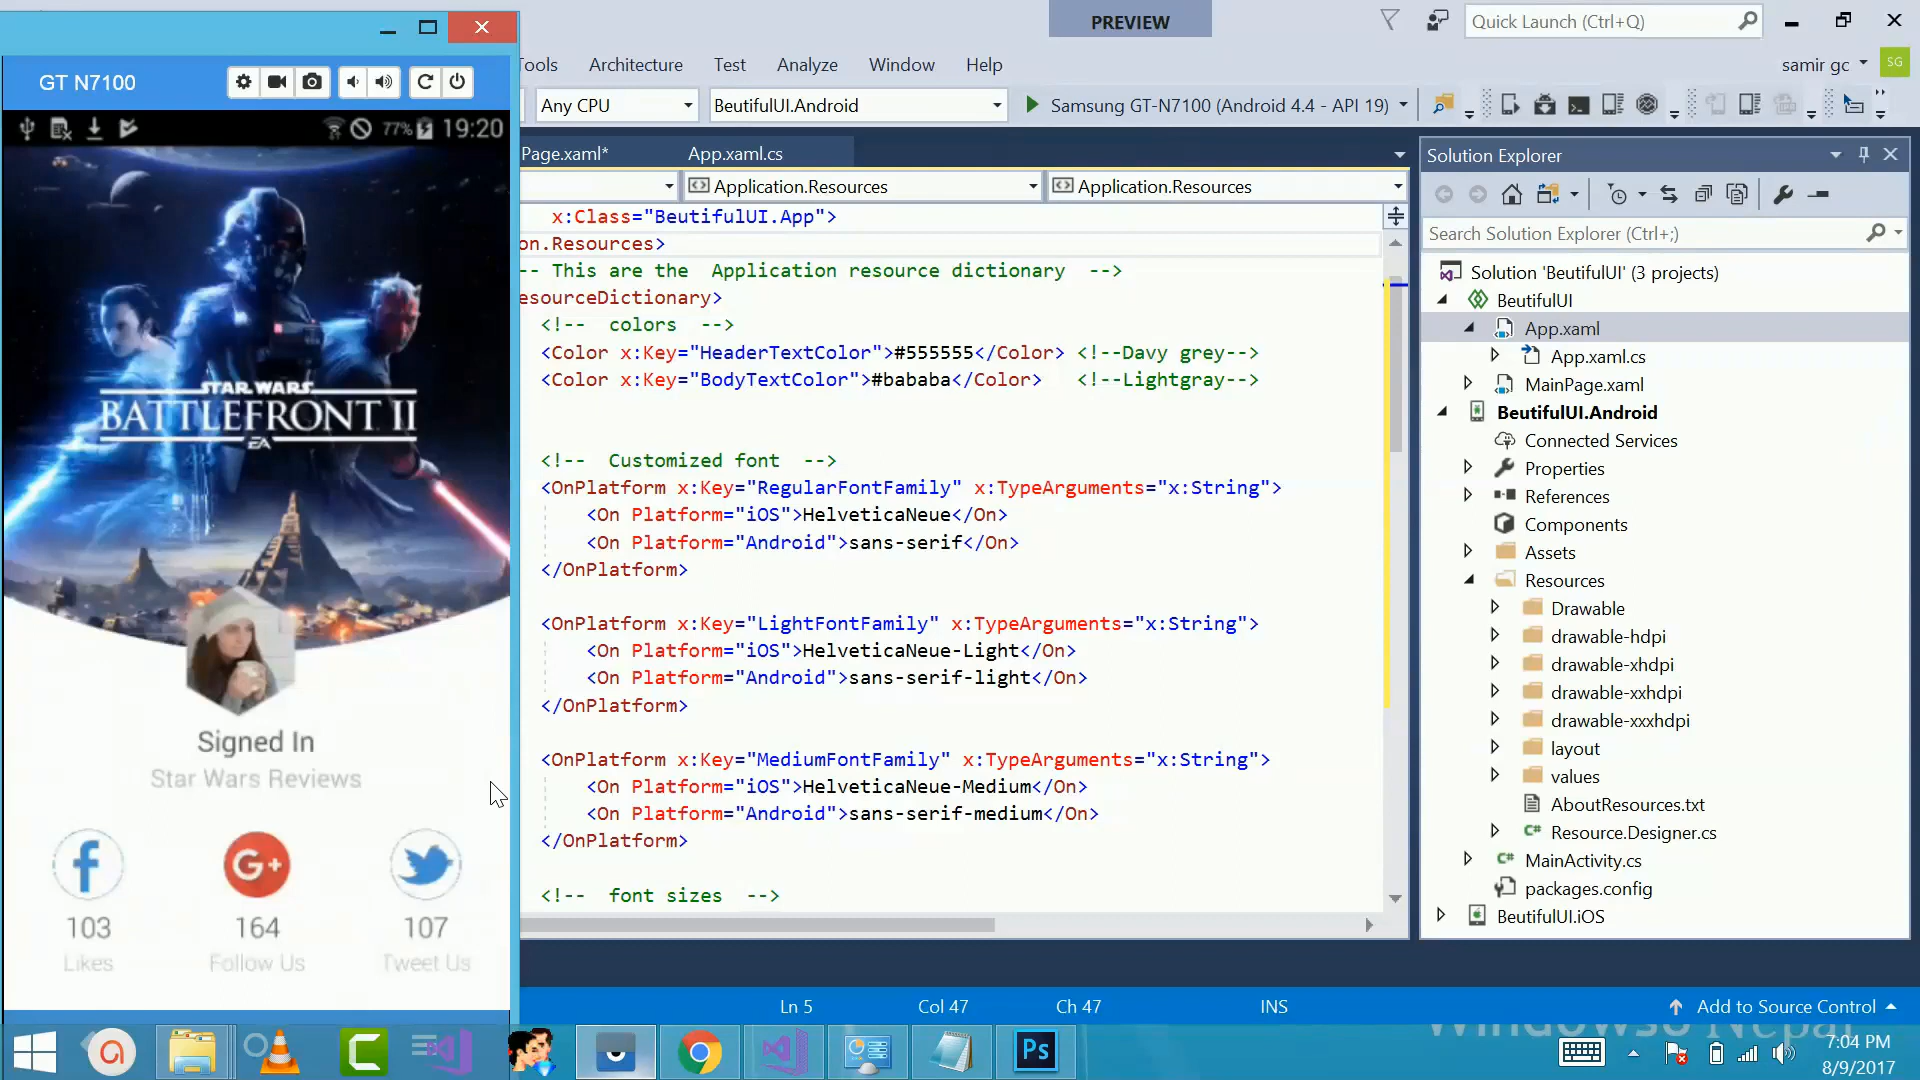 PREVIEW
Quick Launch (Ctrl+Q)
GT N7100
Tools
Architecture
Test
Analyze
Window
Help
samir gc
SG
Any CPU
BeutifulUI.Android
Samsung GT-N7100 (Android 4.4 - API 19)
77%
19:20
Page.xaml*
App.xaml.cs
Application.Resources
Application.Resources
x:Class="BeutifulUI.App">
on.Resources>
-- This are the  Application resource dictionary  -->
esourceDictionary>
<!--  colors  -->
<Color x:Key="HeaderTextColor">#555555</Color> <!--Davy grey-->
<Color x:Key="BodyTextColor">#bababa</Color>   <!--Lightgray-->
<!--  Customized font  -->
<OnPlatform x:Key="RegularFontFamily" x:TypeArguments="x:String">
<On Platform="iOS">HelveticaNeue</On>
<On Platform="Android">sans-serif</On>
</OnPlatform>
<OnPlatform x:Key="LightFontFamily" x:TypeArguments="x:String">
<On Platform="iOS">HelveticaNeue-Light</On>
<On Platform="Android">sans-serif-light</On>
</OnPlatform>
<OnPlatform x:Key="MediumFontFamily" x:TypeArguments="x:String">
<On Platform="iOS">HelveticaNeue-Medium</On>
<On Platform="Android">sans-serif-medium</On>
</OnPlatform>
<!--  font sizes  -->
STAR WARS
BATTLEFRONT II
EA
Signed In
Star Wars Reviews
f
G+
103
164
107
Likes
Follow Us
Tweet Us
Solution Explorer
Search Solution Explorer (Ctrl+;)
Solution 'BeutifulUI' (3 projects)
BeutifulUI
App.xaml
App.xaml.cs
MainPage.xaml
BeutifulUI.Android
Connected Services
Properties
References
Components
Assets
Resources
Drawable
drawable-hdpi
drawable-xhdpi
drawable-xxhdpi
drawable-xxxhdpi
layout
values
AboutResources.txt
C# Resource.Designer.cs
C# MainActivity.cs
packages.config
BeutifulUI.iOS
Ln 5
Col 47
Ch 47
INS
Add to Source Control
Ps
7:04 PM
8/9/2017